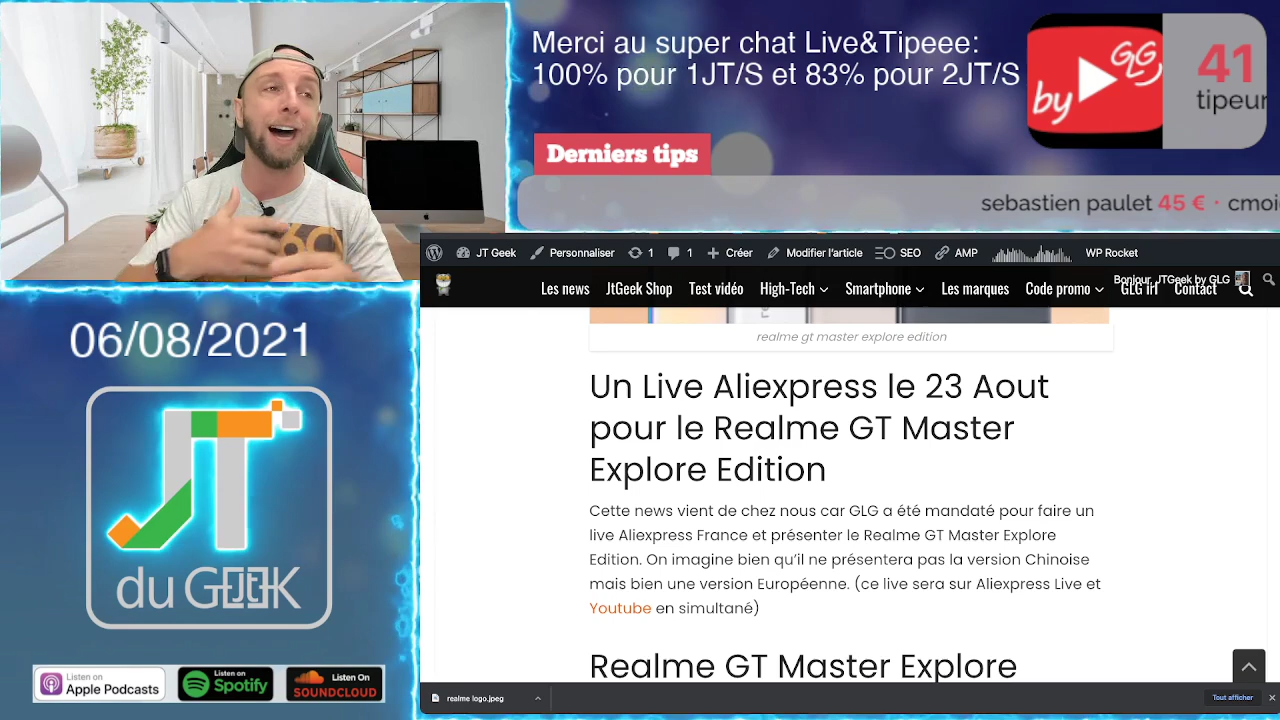 Merci au super chat Live&Tipeee:
100% pour 1JT/S et 83% pour 2JT/S
by GLG
41
tipeur
Derniers tips
sebastien paulet 45 € · cmoi
JT Geek Personnaliser 1 1 Créer Modifier l'article SEO AMP WP Rocket
Bonjour, JTGeek by GLG
Les news JtGeek Shop Test vidéo High-Tech Smartphone Les marques Code promo GLG Irl Contact
realme gt master explore edition
Un Live Aliexpress le 23 Aout
pour le Realme GT Master
Explore Edition
Cette news vient de chez nous car GLG a été mandaté pour faire un
live Aliexpress France et présenter le Realme GT Master Explore
Edition. On imagine bien qu'il ne présentera pas la version Chinoise
mais bien une version Européenne. (ce live sera sur Aliexpress Live et
Youtube en simultané)
Realme GT Master Explore
realme logo.jpeg
Tout afficher
06/08/2021
JT
du GEEK
Listen on
Apple Podcasts
Listen on
Spotify
Listen On
SOUNDCLOUD